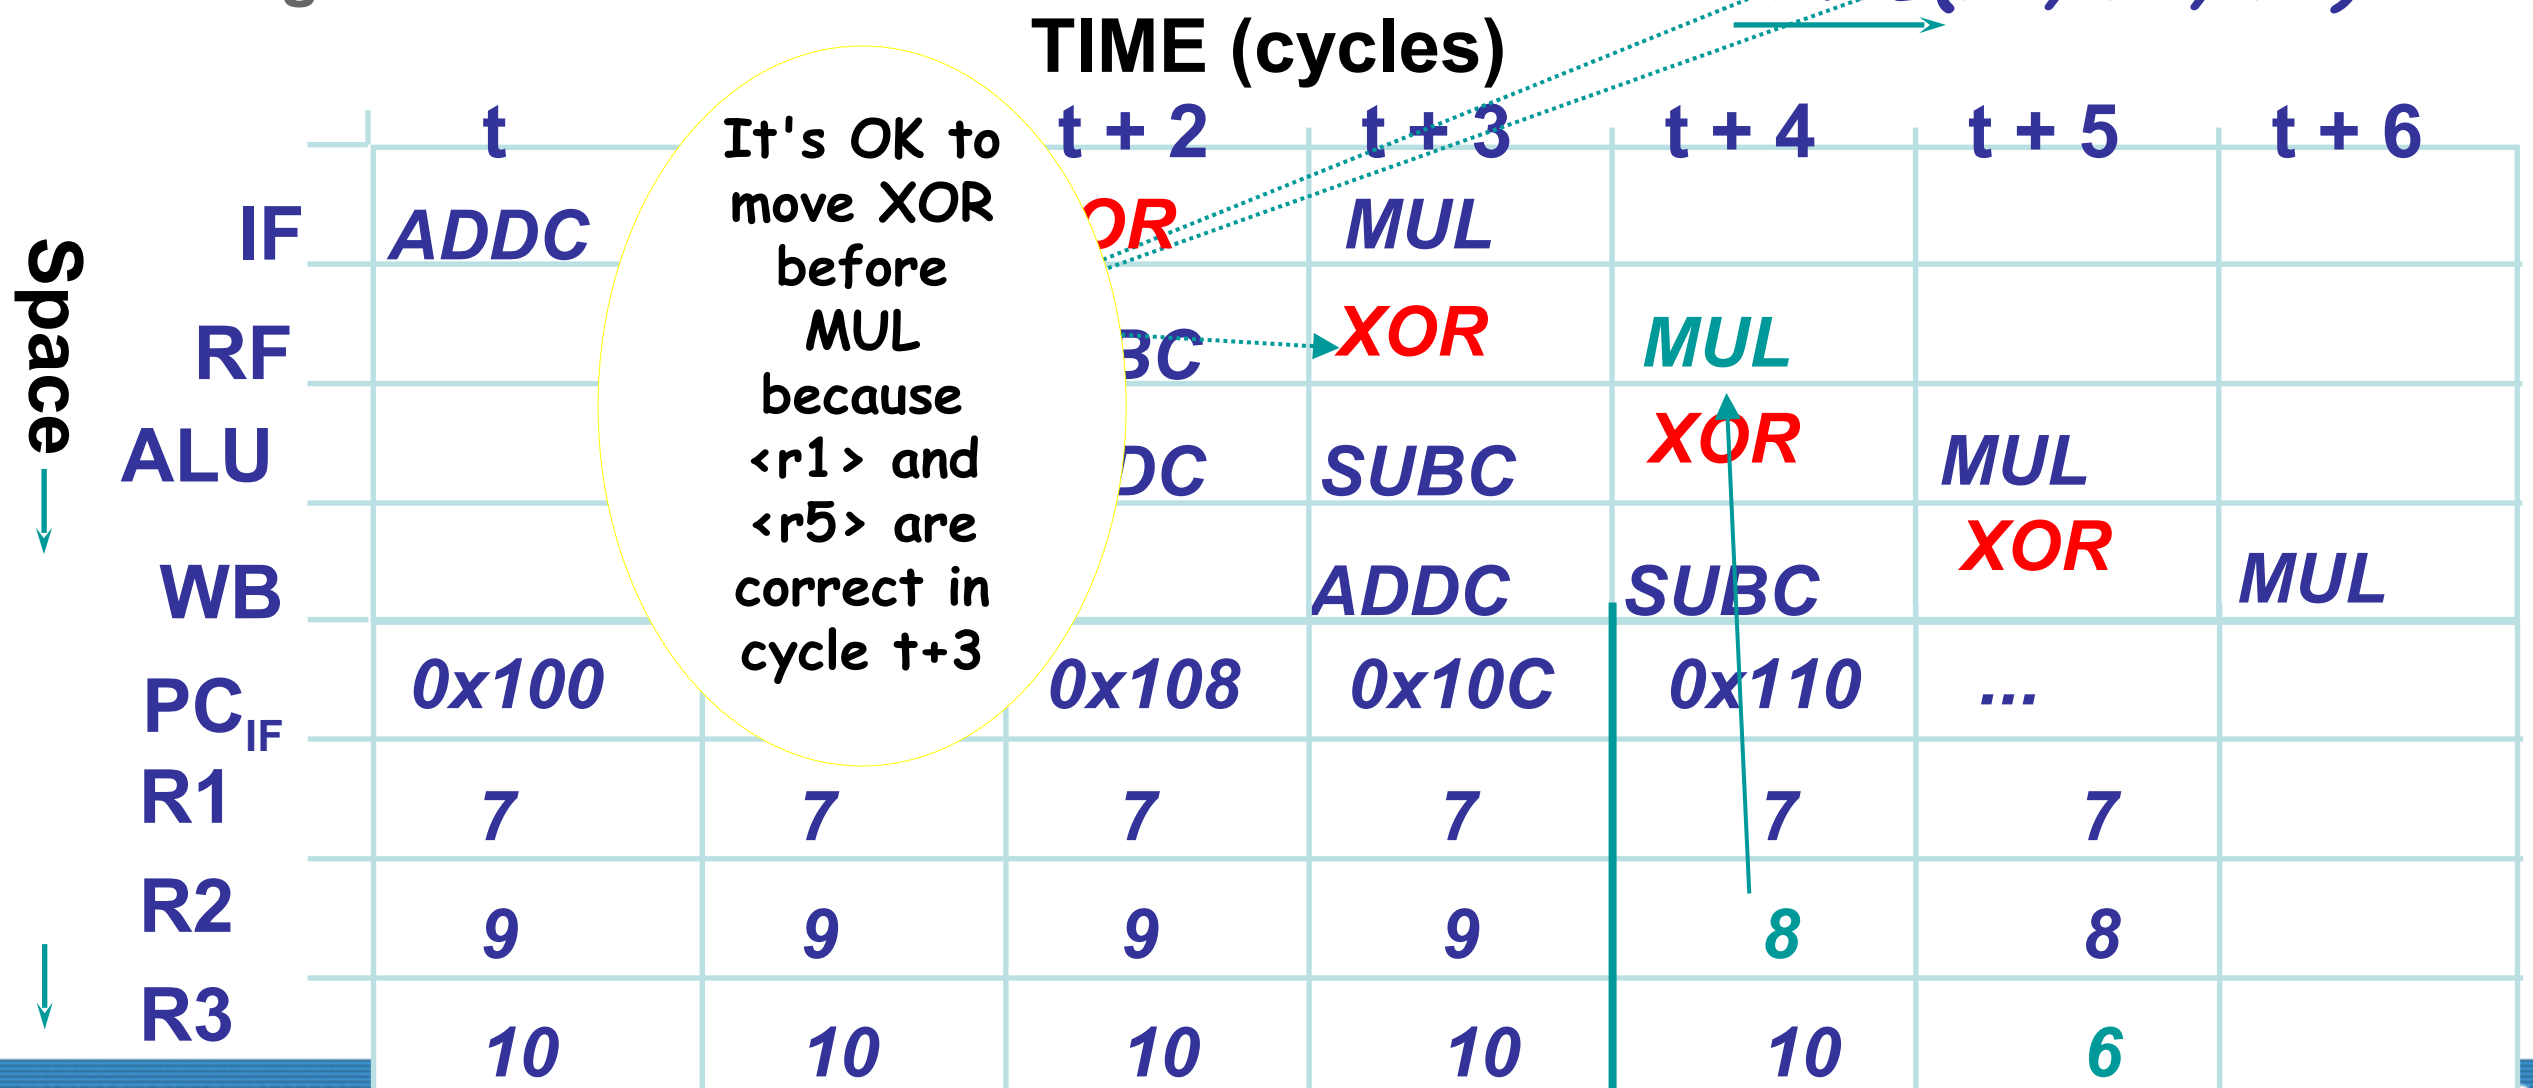 TIME (cycles)
t t + 2 t + 3 t + 4 t + 5 t + 6
It's OK to
move XOR
before
MUL
because
<r1> and
<r5> are
correct in
cycle t+3
Space
IF ADDC OR MUL
RF BC XOR MUL
ALU DC SUBC XOR MUL
WB ADDC SUBC XOR MUL
PCIF 0x100 0x108 0x10C 0x110 ...
R1 7 7 7 7 7 7
R2 9 9 9 9 8 8
R3 10 10 10 10 10 6